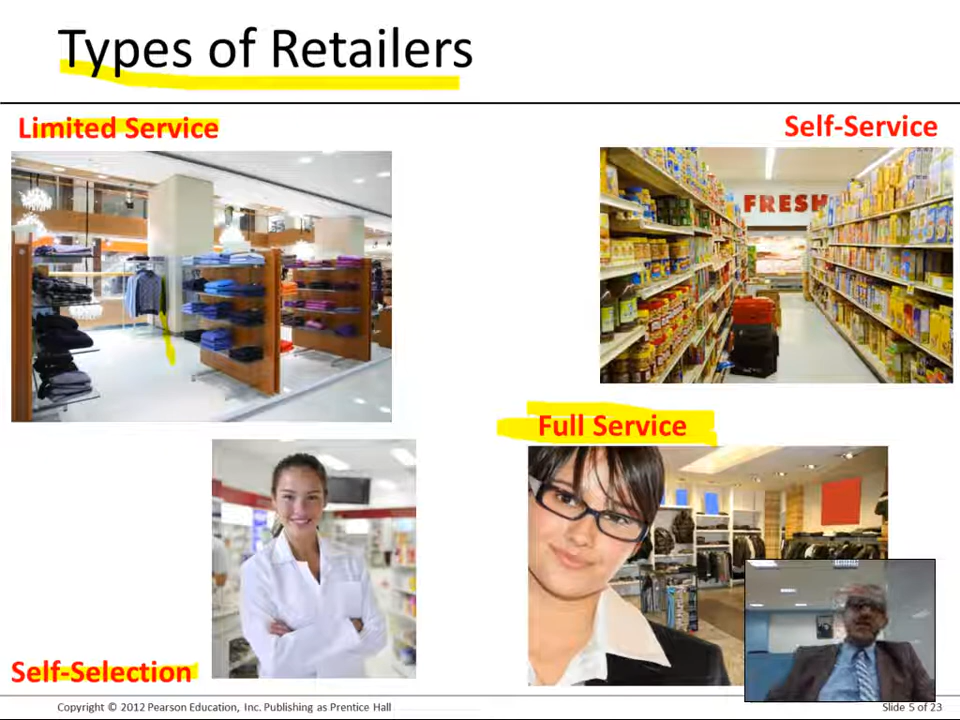 Types of Retailers
Limited Service
Self-Service
FRESH
Full Service
Self-Selection
Copyright © 2012 Pearson Education, Inc. Publishing as Prentice Hall
Slide 5 of 23